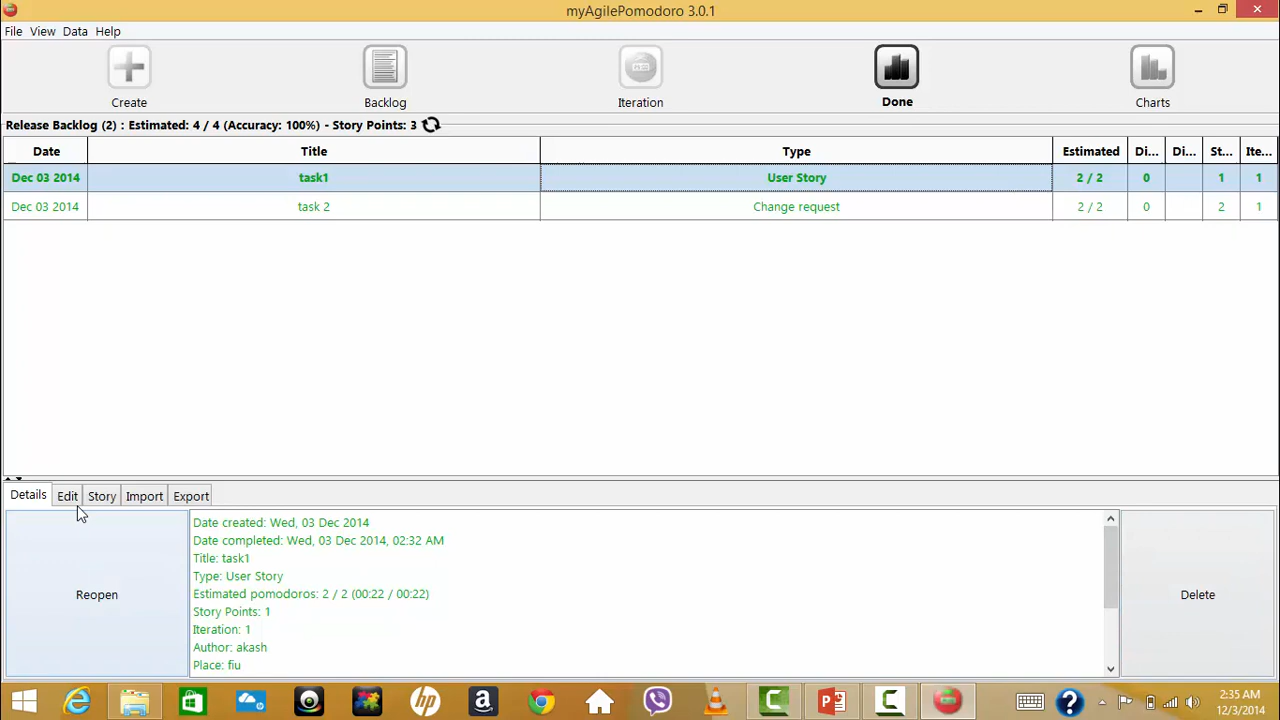 myAgilePomodoro 3.0.1
File View Data Help
Create Backlog Iteration Done Charts
Release Backlog (2) : Estimated: 4 / 4 (Accuracy: 100%) - Story Points: 3
Date Title Type Estimated Di... Di... St... Ite...
Dec 03 2014 task1 User Story 2 / 2 0 1 1
Dec 03 2014 task 2 Change request 2 / 2 0 2 1
Details Edit Story Import Export
Reopen
Date created: Wed, 03 Dec 2014
Date completed: Wed, 03 Dec 2014, 02:32 AM
Title: task1
Type: User Story
Estimated pomodoros: 2 / 2 (00:22 / 00:22)
Story Points: 1
Iteration: 1
Author: akash
Place: fiu
Delete
2:35 AM
12/3/2014